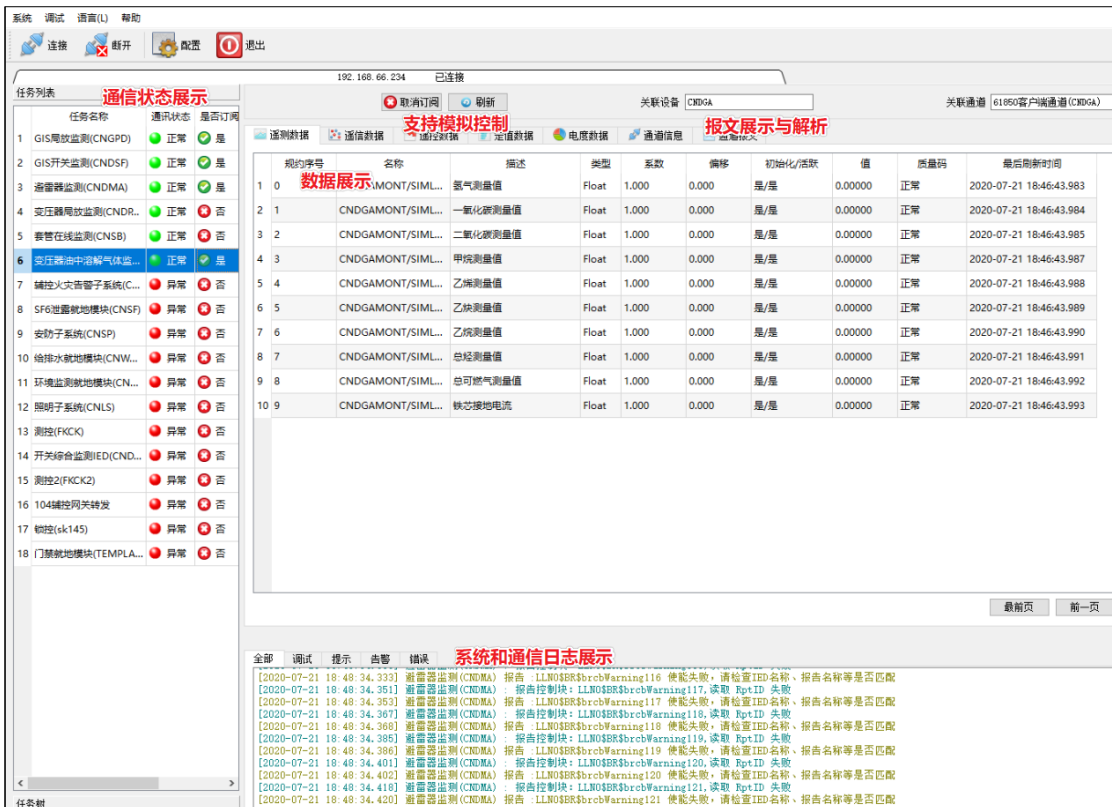 系统 调试 语言(L) 帮助
连接 断开 配置 退出
192.168.66.234 已连接
任务列表
通信状态展示
任务名称 通讯状态 是否订阅
1 GIS局放监测(CNGPD) 正常 是
2 GIS开关监测(CNDSF) 正常 是
3 避雷器监测(CNDMA) 正常 是
4 变压器局放监测(CNDR... 正常 否
5 套管在线监测(CNSB) 正常 否
6 变压器油中溶解气体监... 正常 是
7 辅控火灾告警子系统(C... 异常 否
8 SF6泄露就地模块(CNSF) 异常 否
9 安防子系统(CNSP) 异常 否
10 给排水就地模块(CNW... 异常 否
11 环境监测就地模块(CN... 异常 否
12 照明子系统(CNLS) 异常 否
13 测控(FKCK) 异常 否
14 开关综合监测IED(CND... 异常 否
15 测控2(FKCK2) 异常 否
16 104辅控网关转发 异常 否
17 锁控(sk145) 异常 否
18 门禁就地模块(TEMPLA... 异常 否
任务树
取消订阅 刷新 关联设备 CNDGA 关联通道 61850客户端通道(CNDGA)
支持模拟控制 报文展示与解析
遥测数据 遥信数据 遥控数据 定值数据 电度数据 通道信息 通道报文
规约序号 名称 描述 类型 系数 偏移 初始化/活跃 值 质量码 最后刷新时间
数据展示
1 0 CNDGAMONT/SIML... 氢气测量值 Float 1.000 0.000 是/是 0.00000 正常 2020-07-21 18:46:43.983
2 1 CNDGAMONT/SIML... 一氧化碳测量值 Float 1.000 0.000 是/是 0.00000 正常 2020-07-21 18:46:43.984
3 2 CNDGAMONT/SIML... 二氧化碳测量值 Float 1.000 0.000 是/是 0.00000 正常 2020-07-21 18:46:43.985
4 3 CNDGAMONT/SIML... 甲烷测量值 Float 1.000 0.000 是/是 0.00000 正常 2020-07-21 18:46:43.987
5 4 CNDGAMONT/SIML... 乙烯测量值 Float 1.000 0.000 是/是 0.00000 正常 2020-07-21 18:46:43.988
6 5 CNDGAMONT/SIML... 乙炔测量值 Float 1.000 0.000 是/是 0.00000 正常 2020-07-21 18:46:43.989
7 6 CNDGAMONT/SIML... 乙烷测量值 Float 1.000 0.000 是/是 0.00000 正常 2020-07-21 18:46:43.990
8 7 CNDGAMONT/SIML... 总烃测量值 Float 1.000 0.000 是/是 0.00000 正常 2020-07-21 18:46:43.991
9 8 CNDGAMONT/SIML... 总可燃气测量值 Float 1.000 0.000 是/是 0.00000 正常 2020-07-21 18:46:43.992
10 9 CNDGAMONT/SIML... 铁芯接地电流 Float 1.000 0.000 是/是 0.00000 正常 2020-07-21 18:46:43.993
最前页 前一页
全部 调试 提示 告警 错误 系统和通信日志展示
[2020-07-21 18:48:34.333] 避雷器监测(CNDMA) 报告 :LLN0$BR$brcbWarning116 使能失败，请检查IED名称、报告名称等是否匹配
[2020-07-21 18:48:34.351] 避雷器监测(CNDMA) : 报告控制块: LLN0$BR$brcbWarning117,读取 RptID 失败
[2020-07-21 18:48:34.353] 避雷器监测(CNDMA) 报告 :LLN0$BR$brcbWarning117 使能失败，请检查IED名称、报告名称等是否匹配
[2020-07-21 18:48:34.367] 避雷器监测(CNDMA) : 报告控制块: LLN0$BR$brcbWarning118,读取 RptID 失败
[2020-07-21 18:48:34.368] 避雷器监测(CNDMA) 报告 :LLN0$BR$brcbWarning118 使能失败，请检查IED名称、报告名称等是否匹配
[2020-07-21 18:48:34.385] 避雷器监测(CNDMA) : 报告控制块: LLN0$BR$brcbWarning119,读取 RptID 失败
[2020-07-21 18:48:34.386] 避雷器监测(CNDMA) 报告 :LLN0$BR$brcbWarning119 使能失败，请检查IED名称、报告名称等是否匹配
[2020-07-21 18:48:34.401] 避雷器监测(CNDMA) : 报告控制块: LLN0$BR$brcbWarning120,读取 RptID 失败
[2020-07-21 18:48:34.402] 避雷器监测(CNDMA) 报告 :LLN0$BR$brcbWarning120 使能失败，请检查IED名称、报告名称等是否匹配
[2020-07-21 18:48:34.418] 避雷器监测(CNDMA) : 报告控制块: LLN0$BR$brcbWarning121,读取 RptID 失败
[2020-07-21 18:48:34.420] 避雷器监测(CNDMA) 报告 :LLN0$BR$brcbWarning121 使能失败，请检查IED名称、报告名称等是否匹配